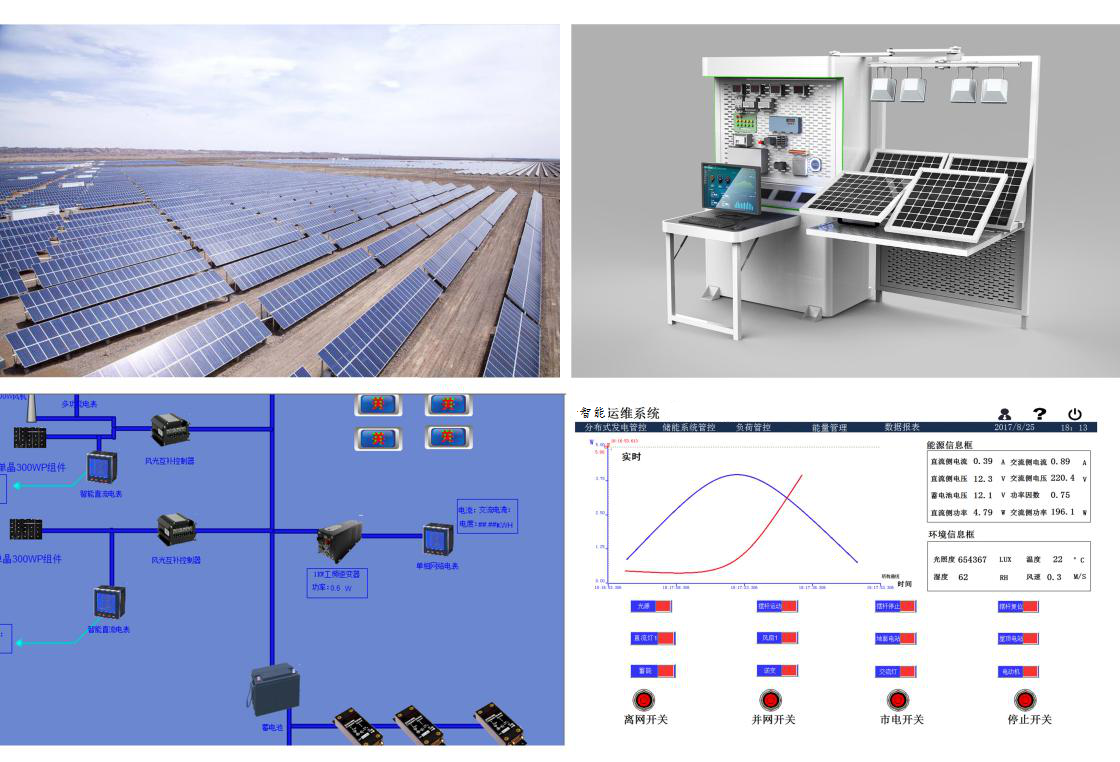 多功能电表
单晶300WP组件
风光互补控制器
智能直流电表
电流：交流电流：
电度：##.##KWH
单晶300WP组件
风光互补控制器
单相网络电表
1KW工频逆变器
功率：0.6 W
智能直流电表
蓄电池
智能运维系统
分布式发电管控 储能系统管控 负荷管控 能量管理 数据报表 2017/8/25 18：13
实时
能源信息框
直流侧电流 0.39 A 交流侧电流 0.89 A
直流侧电压 12.3 V 交流侧电压 220.4 V
蓄电池电压 12.1 V 功率因数 0.75
直流侧功率 4.79 W 交流侧功率 196.1 W
环境信息框
光照度 654367 LUX 温度 22 °C
湿度 62 RH 风速 0.3 M/S
W
3.75
2.50
1.25
0.00
所有曲线
时间
光源 摆杆运动 摆杆停止 摆杆复位
直流灯1 风扇1 地面电站 屋顶电站
蓄能 逆变 交流灯 电动机
离网开关 并网开关 市电开关 停止开关